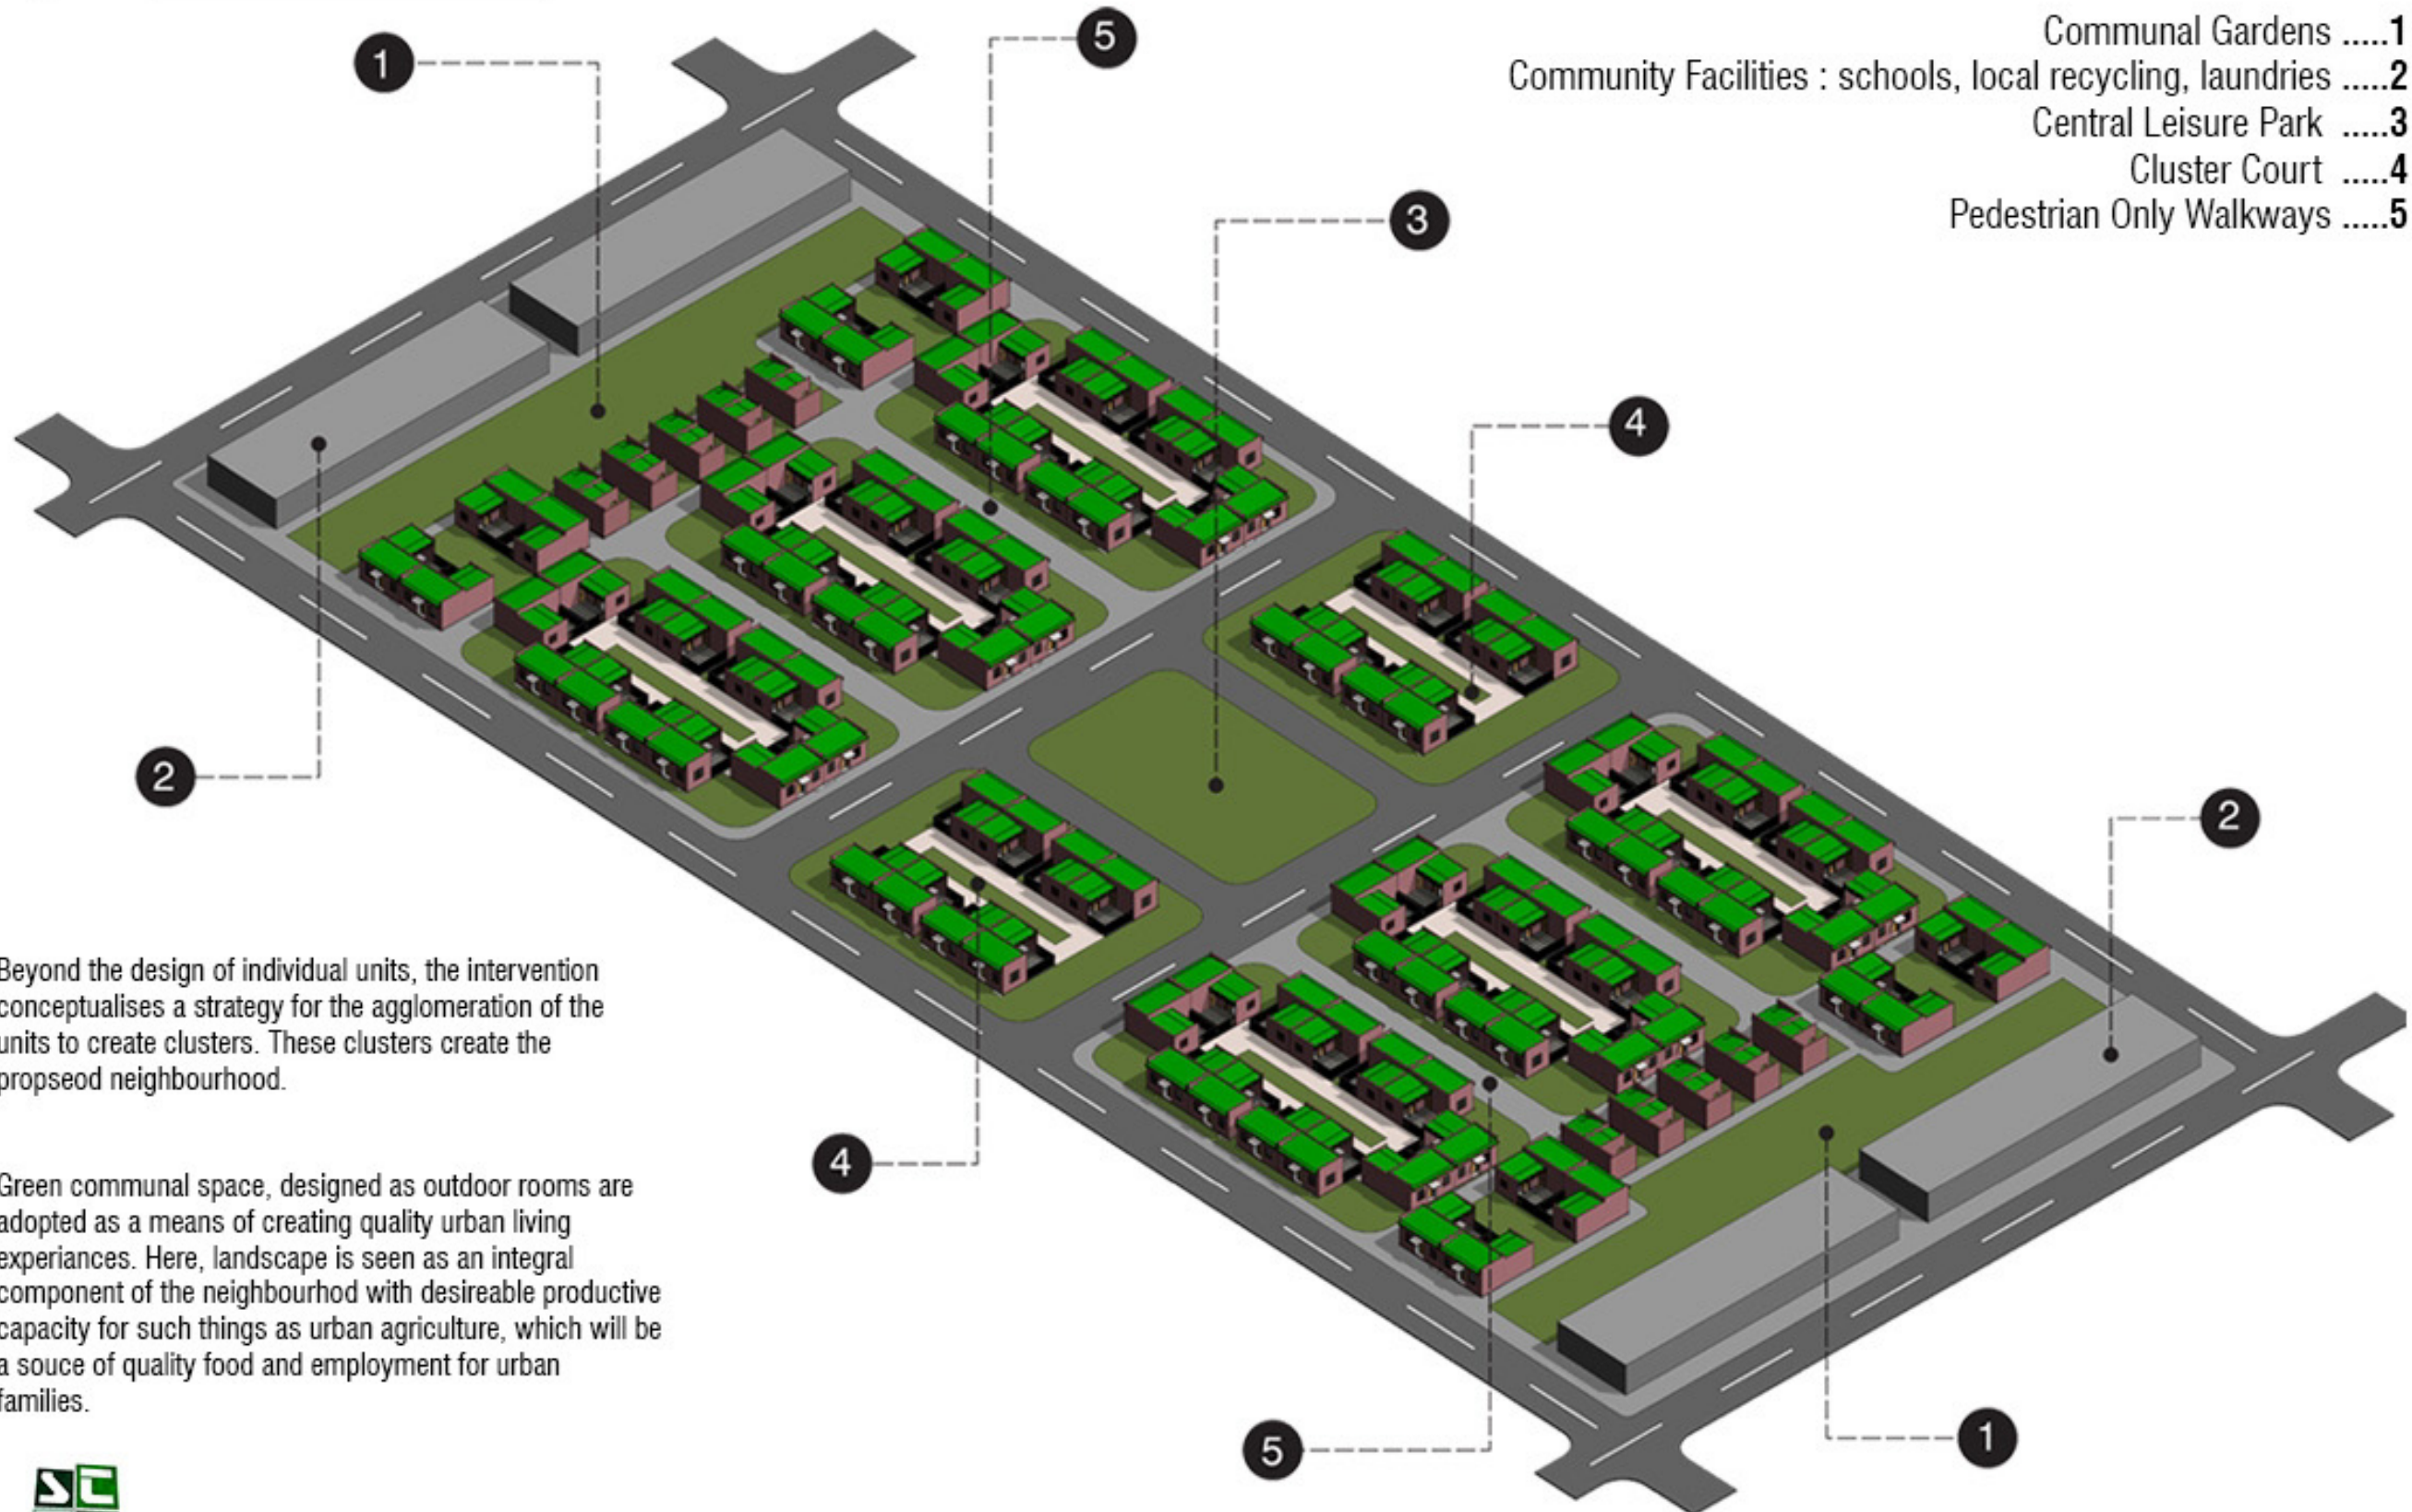 Communal Gardens .....1
Community Facilities : schools, local recycling, laundries .....2
Central Leisure Park .....3
Cluster Court .....4
Pedestrian Only Walkways .....5
1
5
3
4
2
2
4
5
1
Beyond the design of individual units, the intervention
conceptualises a strategy for the agglomeration of the
units to create clusters. These clusters create the
propseod neighbourhood.
Green communal space, designed as outdoor rooms are
adopted as a means of creating quality urban living
experiances. Here, landscape is seen as an integral
component of the neighbourhod with desireable productive
capacity for such things as urban agriculture, which will be
a souce of quality food and employment for urban
families.
SC